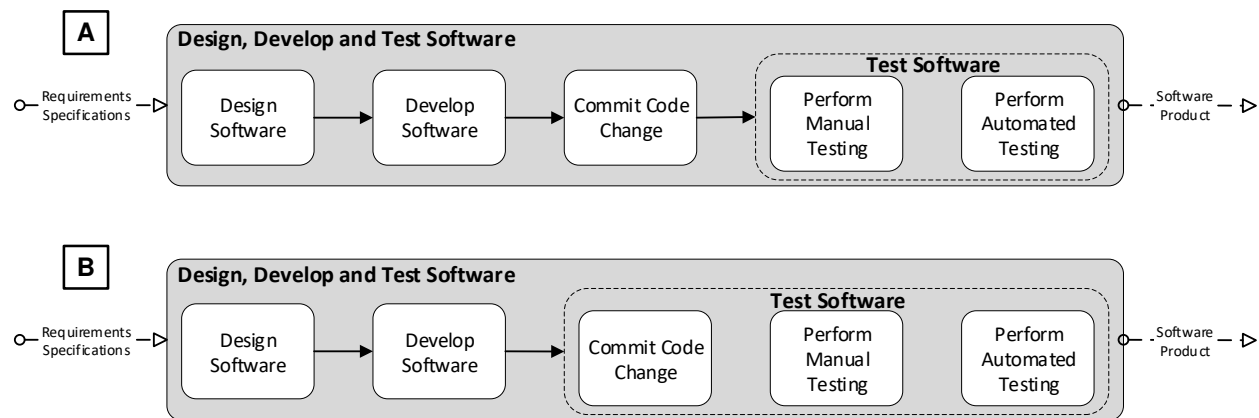 A
Design, Develop and Test Software
Test Software
Requirements
Specifications
Design
Software
Develop
Software
Commit Code
Change
Perform
Manual
Testing
Perform
Automated
Testing
Software
Product
B
Design, Develop and Test Software
Test Software
Requirements
Specifications
Design
Software
Develop
Software
Commit Code
Change
Perform
Manual
Testing
Perform
Automated
Testing
Software
Product